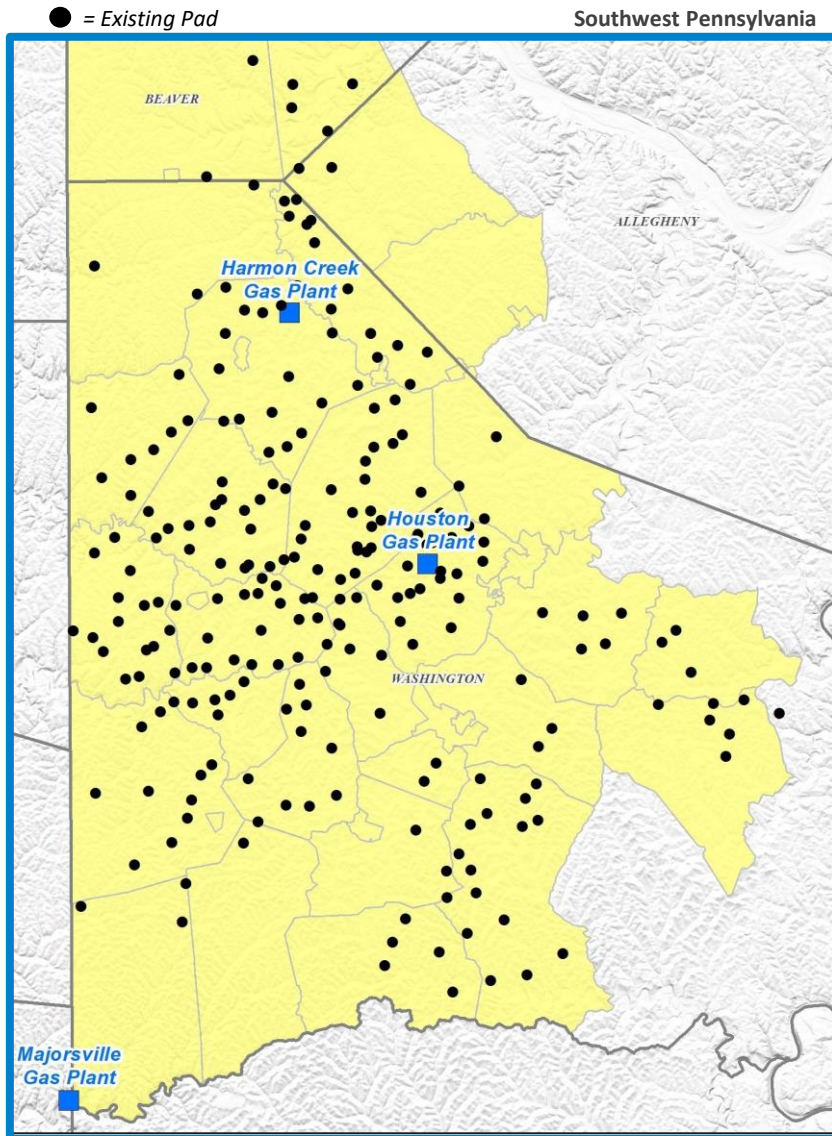 = Existing Pad
Southwest Pennsylvania
BEAVER
ALLEGHENY
Harmon Creek
Gas Plant
Houston
Gas Plant
WASHINGTON
Majorsville
Gas Plant